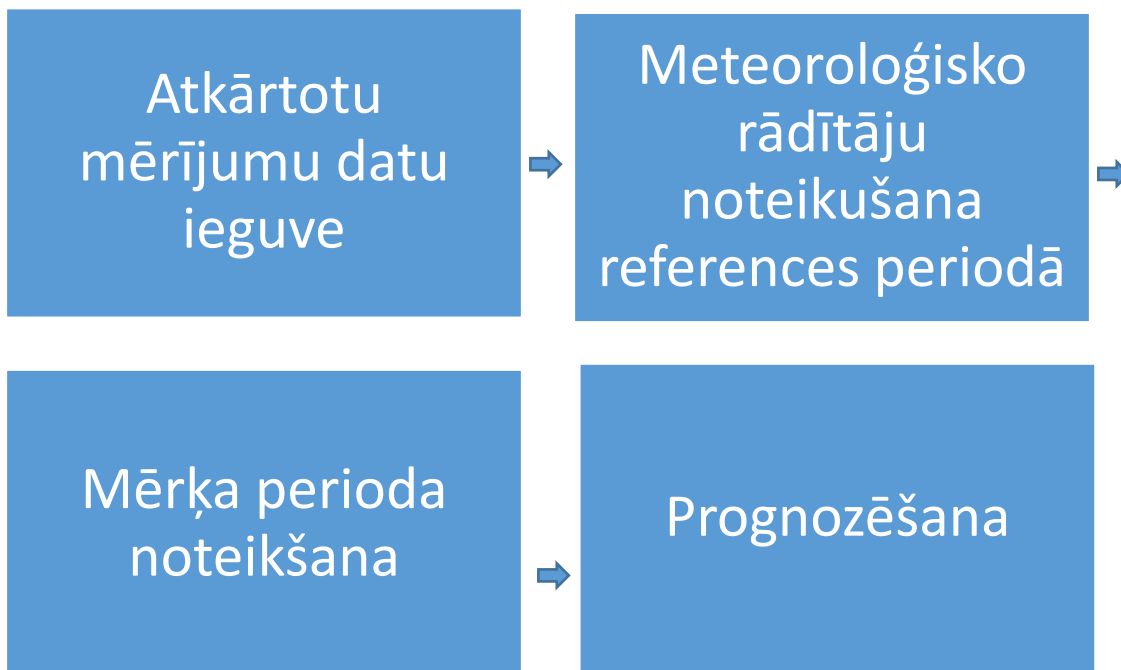 Atkārtotu
mērījumu datu
ieguve
Meteoroloģisko
rādītāju
noteikušana
references periodā
Mērķa perioda
noteikšana
Prognozēšana